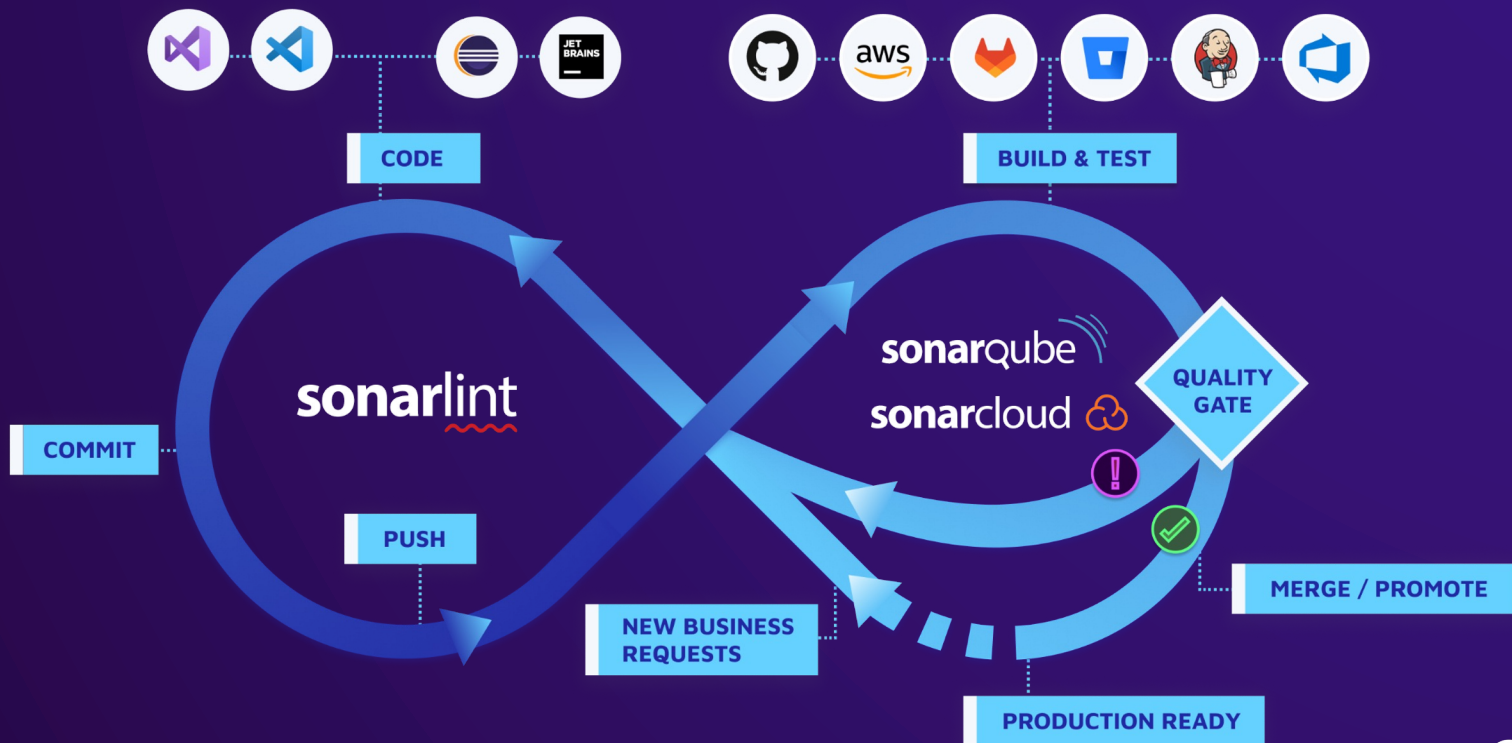 JET
BRAINS
aws
CODE
BUILD & TEST
sonarqube
sonarlint
sonarcloud
QUALITY
GATE
COMMIT
!
PUSH
MERGE / PROMOTE
NEW BUSINESS
REQUESTS
PRODUCTION READY